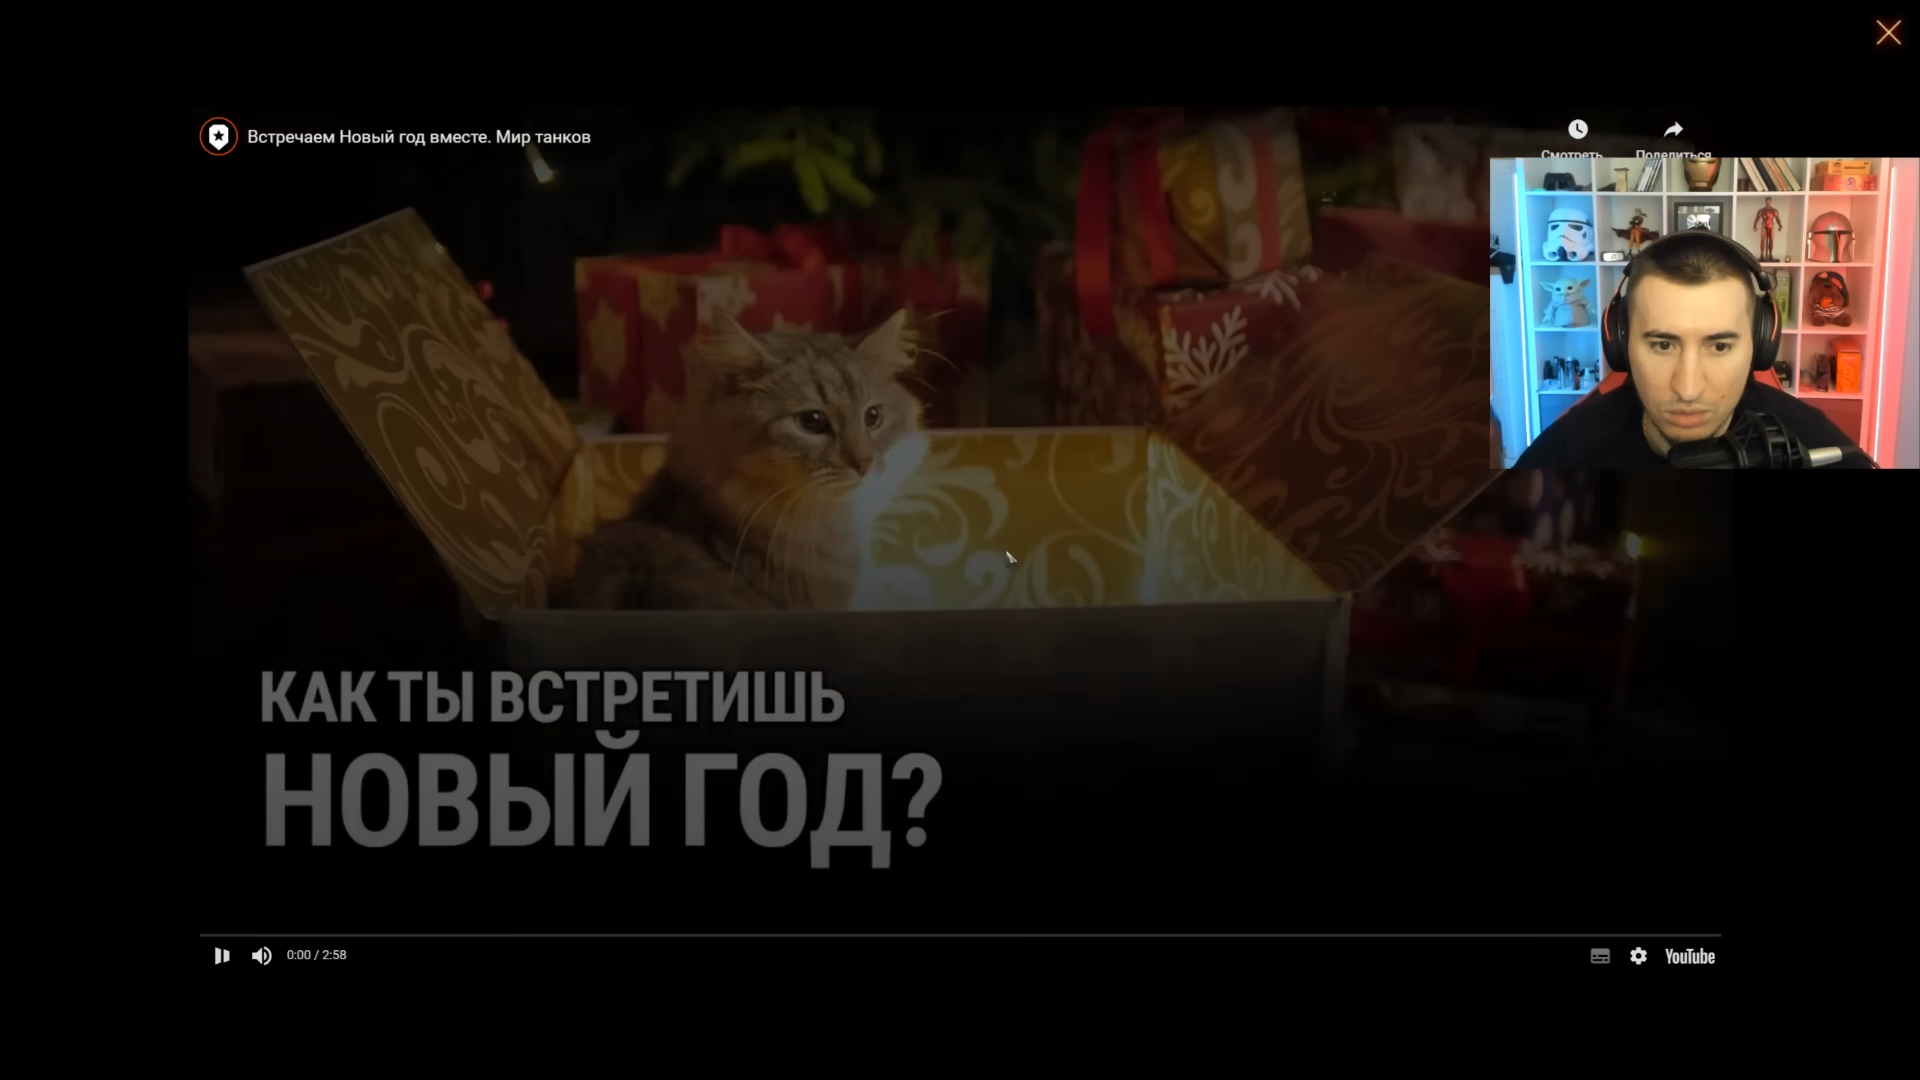 Встречаем Новый год вместе. Мир танков
Смотреть
Поделиться
КАК ТЫ ВСТРЕТИШЬ
НОВЫЙ ГОД?
0:00 / 2:58
YouTube